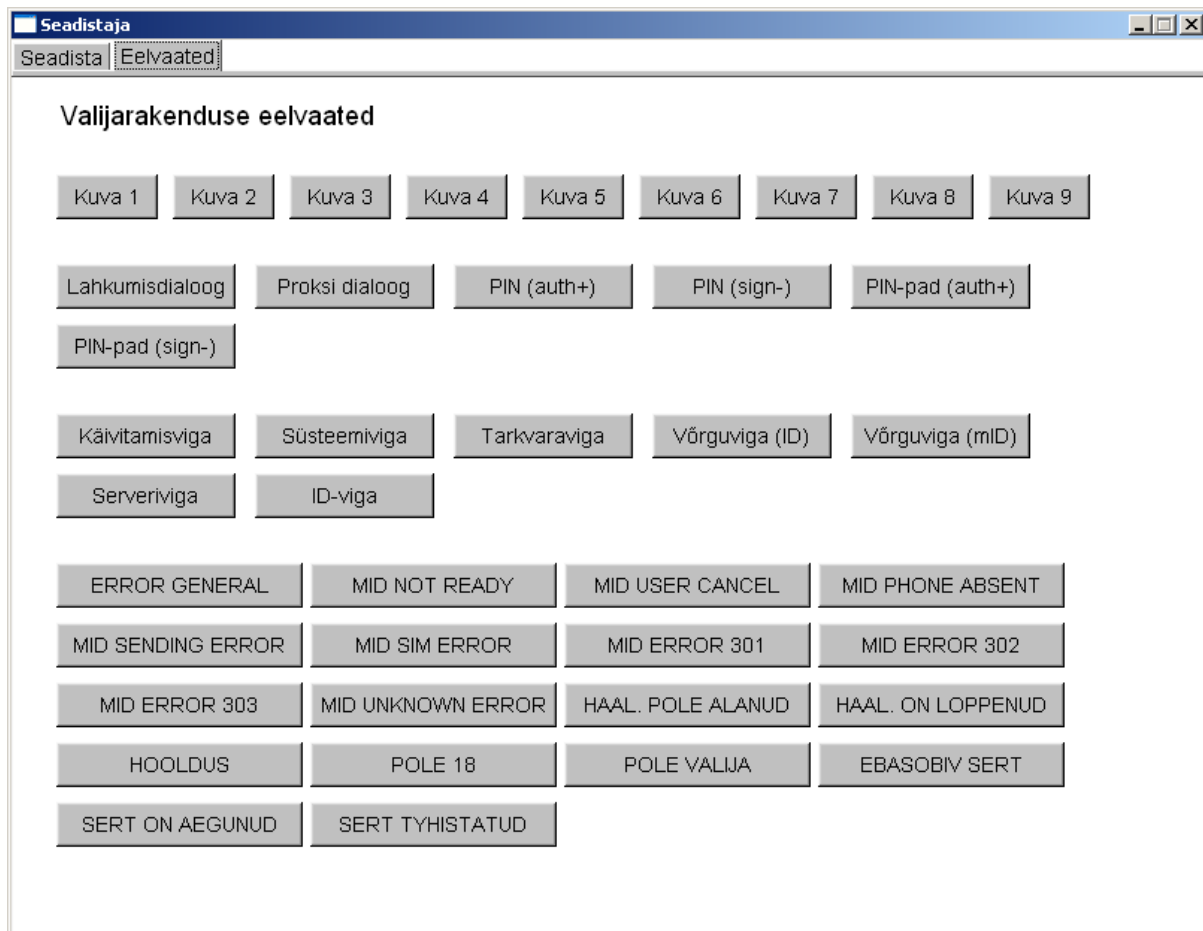 Seadistaja
Seadista Eelvaated
Valijarakenduse eelvaated
Kuva 1 Kuva 2 Kuva 3 Kuva 4 Kuva 5 Kuva 6 Kuva 7 Kuva 8 Kuva 9
Lahkumisdialoog Proksi dialoog PIN (auth+) PIN (sign-) PIN-pad (auth+)
PIN-pad (sign-)
Käivitamisviga Süsteemiviga Tarkvaraviga Võrguviga (ID) Võrguviga (mID)
Serveriviga ID-viga
ERROR GENERAL MID NOT READY MID USER CANCEL MID PHONE ABSENT
MID SENDING ERROR MID SIM ERROR MID ERROR 301 MID ERROR 302
MID ERROR 303 MID UNKNOWN ERROR HAAL. POLE ALANUD HAAL. ON LOPPENUD
HOOLDUS POLE 18 POLE VALIJA EBASOBIV SERT
SERT ON AEGUNUD SERT TYHISTATUD